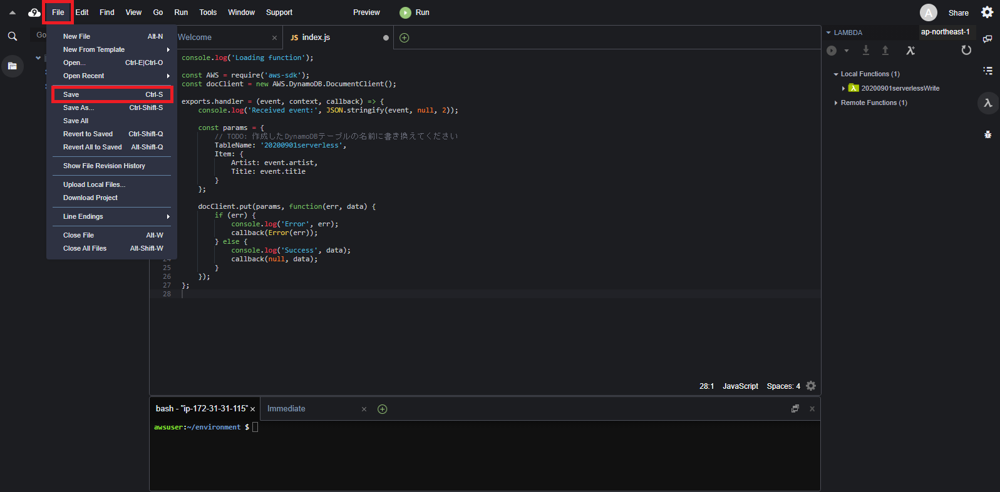 9 File Edit Find View Go Run Tools Window Support Preview Run A Share
Go
New File Alt-N
New From Template
Open... Ctrl-E|Ctrl-O
Open Recent
Save Ctrl-S
Save As... Ctrl-Shift-S
Save All
Revert to Saved Ctrl-Shift-Q
Revert All to Saved Alt-Shift-Q
Show File Revision History
Upload Local Files...
Download Project
Line Endings
Close File Alt-W
Close All Files Alt-Shift-W
Welcome × JS index.js
console.log('Loading function');
const AWS = require('aws-sdk');
const docClient = new AWS.DynamoDB.DocumentClient();
exports.handler = (event, context, callback) => {
console.log('Received event:', JSON.stringify(event, null, 2));
const params = {
// TODO: 作成したDynamoDBテーブルの名前に書き換えてください
TableName: '20200901serverless',
Item: {
Artist: event.artist,
Title: event.title
}
};
docClient.put(params, function(err, data) {
if (err) {
console.log('Error', err);
callback(Error(err));
} else {
console.log('Success', data);
24 callback(null, data);
25 }
26 });
27 };
28
28:1 JavaScript Spaces: 4
bash - "ip-172-31-31-115" × Immediate ×
awsuser:~/environment $
LAMBDA ap-northeast-1
Local Functions (1)
λ 20200901serverlessWrite
Remote Functions (1)
λ